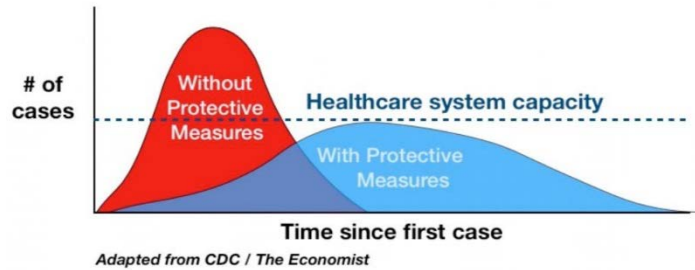 # of
cases
Without
Protective
Measures
Healthcare system capacity
With Protective
Measures
Time since first case
Adapted from CDC / The Economist